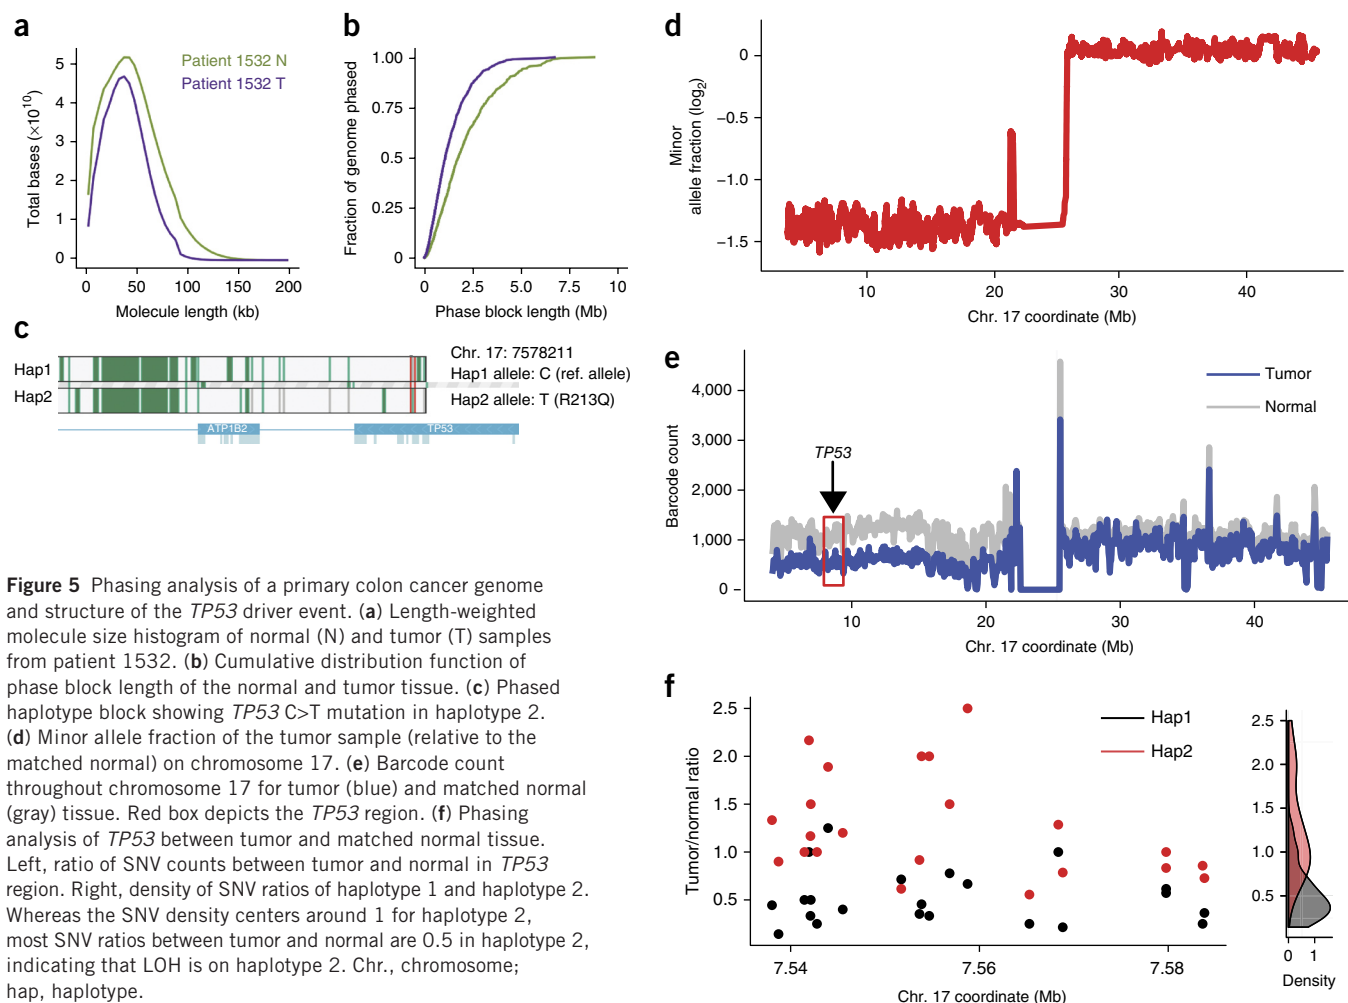 a
Patient 1532 N
Patient 1532 T
Total bases (×10¹⁰)
5
4
3
2
1
0
0 50 100 150 200
Molecule length (kb)
b
Fraction of genome phased
1.00
0.75
0.5
0.25
0
0 2.5 5.0 7.5 10
Phase block length (Mb)
c
Hap1
Hap2
Chr. 17: 7578211
Hap1 allele: C (ref. allele)
Hap2 allele: T (R213Q)
ATP1B2
TP53
Figure 5 Phasing analysis of a primary colon cancer genome
and structure of the TP53 driver event. (a) Length-weighted
molecule size histogram of normal (N) and tumor (T) samples
from patient 1532. (b) Cumulative distribution function of
phase block length of the normal and tumor tissue. (c) Phased
haplotype block showing TP53 C>T mutation in haplotype 2.
(d) Minor allele fraction of the tumor sample (relative to the
matched normal) on chromosome 17. (e) Barcode count
throughout chromosome 17 for tumor (blue) and matched normal
(gray) tissue. Red box depicts the TP53 region. (f) Phasing
analysis of TP53 between tumor and matched normal tissue.
Left, ratio of SNV counts between tumor and normal in TP53
region. Right, density of SNV ratios of haplotype 1 and haplotype 2.
Whereas the SNV density centers around 1 for haplotype 2,
most SNV ratios between tumor and normal are 0.5 in haplotype 2,
indicating that LOH is on haplotype 2. Chr., chromosome;
hap, haplotype.
d
Minor
allele fraction (log₂)
0
−0.5
−1.0
−1.5
10 20 30 40
Chr. 17 coordinate (Mb)
e
Tumor
Normal
TP53
Barcode count
4,000
3,000
2,000
1,000
0
10 20 30 40
Chr. 17 coordinate (Mb)
f
Hap1
Hap2
Tumor/normal ratio
2.5
2.0
1.5
1.0
0.5
7.54 7.56 7.58
Chr. 17 coordinate (Mb)
2.5
2.0
1.5
1.0
0.5
0 1
Density